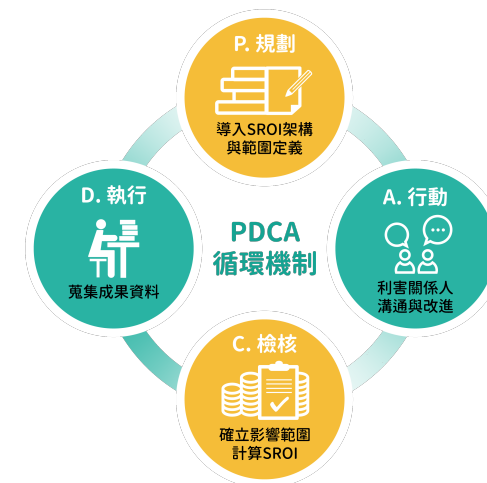 P. 規劃
導入SROI架構
與範圍定義
D. 執行
蒐集成果資料
PDCA
循環機制
A. 行動
利害關係人
溝通與改進
C. 檢核
確立影響範圍
計算SROI